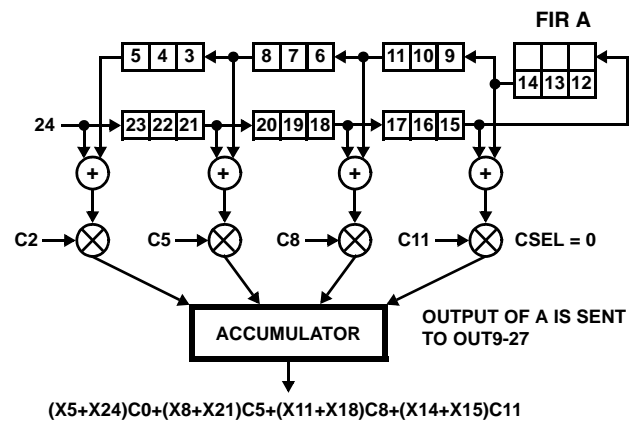 FIR A
5 4 3 8 7 6 11 10 9
14 13 12
24 23 22 21 20 19 18 17 16 15
+ + + +
C2 C5 C8 C11 CSEL = 0
ACCUMULATOR
OUTPUT OF A IS SENT
TO OUT9-27
(X5+X24)C0+(X8+X21)C5+(X11+X18)C8+(X14+X15)C11